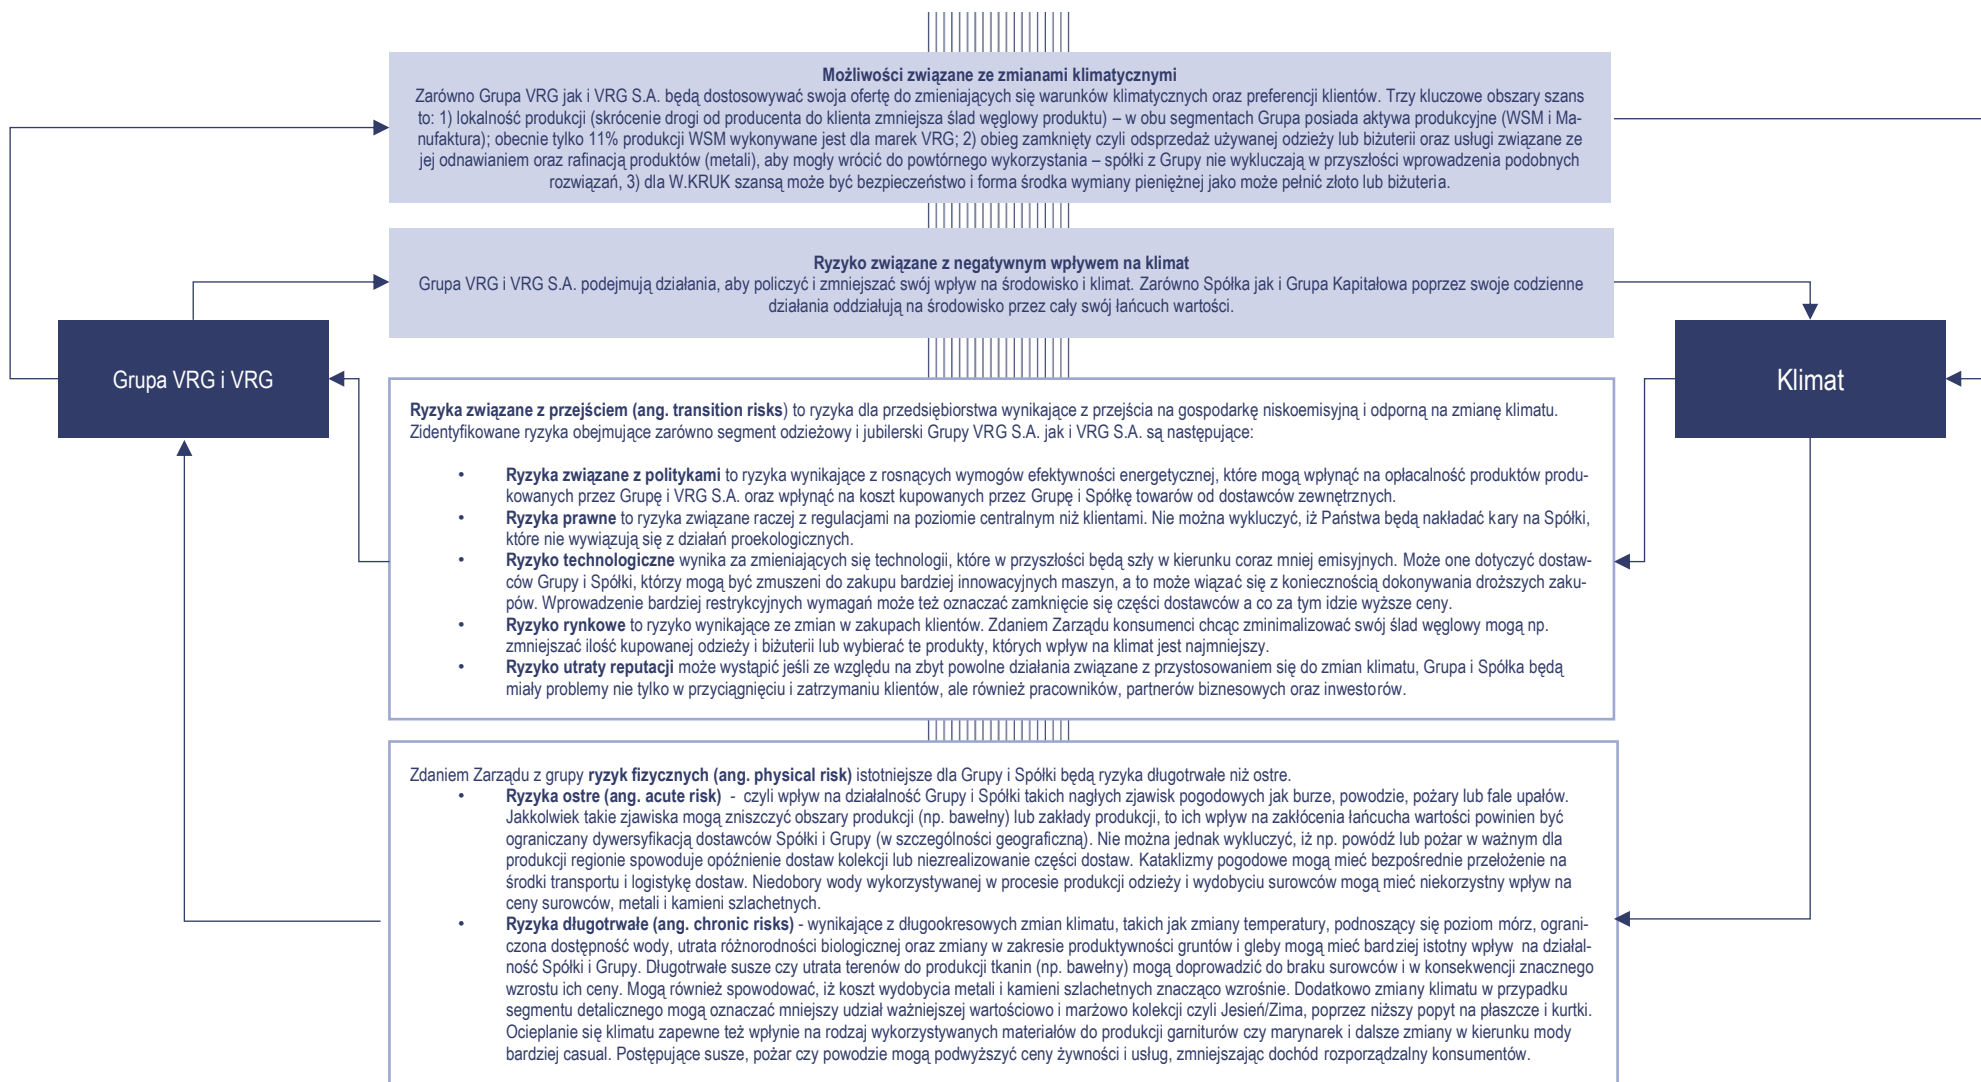 Możliwości związane ze zmianami klimatycznymi
Zarówno Grupa VRG jak i VRG S.A. będą dostosowywać swoja ofertę do zmieniających się warunków klimatycznych oraz preferencji klientów. Trzy kluczowe obszary szans
to: 1) lokalność produkcji (skrócenie drogi od producenta do klienta zmniejsza ślad węglowy produktu) – w obu segmentach Grupa posiada aktywa produkcyjne (WSM i Ma-
nufaktura); obecnie tylko 11% produkcji WSM wykonywane jest dla marek VRG; 2) obieg zamknięty czyli odsprzedaż używanej odzieży lub biżuterii oraz usługi związane ze
jej odnawianiem oraz rafinacją produktów (metali), aby mogły wrócić do powtórnego wykorzystania – spółki z Grupy nie wykluczają w przyszłości wprowadzenia podobnych
rozwiązań, 3) dla W.KRUK szansą może być bezpieczeństwo i forma środka wymiany pieniężnej jako może pełnić złoto lub biżuteria.
Ryzyko związane z negatywnym wpływem na klimat
Grupa VRG i VRG S.A. podejmują działania, aby policzyć i zmniejszać swój wpływ na środowisko i klimat. Zarówno Spółka jak i Grupa Kapitałowa poprzez swoje codzienne
działania oddziałują na środowisko przez cały swój łańcuch wartości.
Grupa VRG i VRG
Klimat
Ryzyka związane z przejściem (ang. transition risks) to ryzyka dla przedsiębiorstwa wynikające z przejścia na gospodarkę niskoemisyjną i odporną na zmianę klimatu.
Zidentyfikowane ryzyka obejmujące zarówno segment odzieżowy i jubilerski Grupy VRG S.A. jak i VRG S.A. są następujące:
• Ryzyka związane z politykami to ryzyka wynikające z rosnących wymogów efektywności energetycznej, które mogą wpłynąć na opłacalność produktów produ-
kowanych przez Grupę i VRG S.A. oraz wpłynąć na koszt kupowanych przez Grupę i Spółkę towarów od dostawców zewnętrznych.
• Ryzyka prawne to ryzyka związane raczej z regulacjami na poziomie centralnym niż klientami. Nie można wykluczyć, iż Państwa będą nakładać kary na Spółki,
które nie wywiązują się z działań proekologicznych.
• Ryzyko technologiczne wynika za zmieniających się technologii, które w przyszłości będą szły w kierunku coraz mniej emisyjnych. Może one dotyczyć dostaw-
ców Grupy i Spółki, którzy mogą być zmuszeni do zakupu bardziej innowacyjnych maszyn, a to może wiązać się z koniecznością dokonywania droższych zaku-
pów. Wprowadzenie bardziej restrykcyjnych wymagań może też oznaczać zamknięcie się części dostawców a co za tym idzie wyższe ceny.
• Ryzyko rynkowe to ryzyko wynikające ze zmian w zakupach klientów. Zdaniem Zarządu konsumenci chcąc zminimalizować swój ślad węglowy mogą np.
zmniejszać ilość kupowanej odzieży i biżuterii lub wybierać te produkty, których wpływ na klimat jest najmniejszy.
• Ryzyko utraty reputacji może wystąpić jeśli ze względu na zbyt powolne działania związane z przystosowaniem się do zmian klimatu, Grupa i Spółka będą
miały problemy nie tylko w przyciągnięciu i zatrzymaniu klientów, ale również pracowników, partnerów biznesowych oraz inwestorów.
Zdaniem Zarządu z grupy ryzyk fizycznych (ang. physical risk) istotniejsze dla Grupy i Spółki będą ryzyka długotrwałe niż ostre.
• Ryzyka ostre (ang. acute risk) - czyli wpływ na działalność Grupy i Spółki takich nagłych zjawisk pogodowych jak burze, powodzie, pożary lub fale upałów.
Jakkolwiek takie zjawiska mogą zniszczyć obszary produkcji (np. bawełny) lub zakłady produkcji, to ich wpływ na zakłócenia łańcucha wartości powinien być
ograniczany dywersyfikacją dostawców Spółki i Grupy (w szczególności geograficzną). Nie można jednak wykluczyć, iż np. powódź lub pożar w ważnym dla
produkcji regionie spowoduje opóźnienie dostaw kolekcji lub niezrealizowanie części dostaw. Kataklizmy pogodowe mogą mieć bezpośrednie przełożenie na
środki transportu i logistykę dostaw. Niedobory wody wykorzystywanej w procesie produkcji odzieży i wydobyciu surowców mogą mieć niekorzystny wpływ na
ceny surowców, metali i kamieni szlachetnych.
• Ryzyka długotrwałe (ang. chronic risks) - wynikające z długookresowych zmian klimatu, takich jak zmiany temperatury, podnoszący się poziom mórz, ograni-
czona dostępność wody, utrata różnorodności biologicznej oraz zmiany w zakresie produktywności gruntów i gleby mogą mieć bardziej istotny wpływ na działal-
ność Spółki i Grupy. Długotrwałe susze czy utrata terenów do produkcji tkanin (np. bawełny) mogą doprowadzić do braku surowców i w konsekwencji znacznego
wzrostu ich ceny. Mogą również spowodować, iż koszt wydobycia metali i kamieni szlachetnych znacząco wzrośnie. Dodatkowo zmiany klimatu w przypadku
segmentu detalicznego mogą oznaczać mniejszy udział ważniejszej wartościowo i marżowo kolekcji czyli Jesień/Zima, poprzez niższy popyt na płaszcze i kurtki.
Ocieplanie się klimatu zapewne też wpłynie na rodzaj wykorzystywanych materiałów do produkcji garniturów czy marynarek i dalsze zmiany w kierunku mody
bardziej casual. Postępujące susze, pożar czy powodzie mogą podwyższyć ceny żywności i usług, zmniejszając dochód rozporządzalny konsumentów.